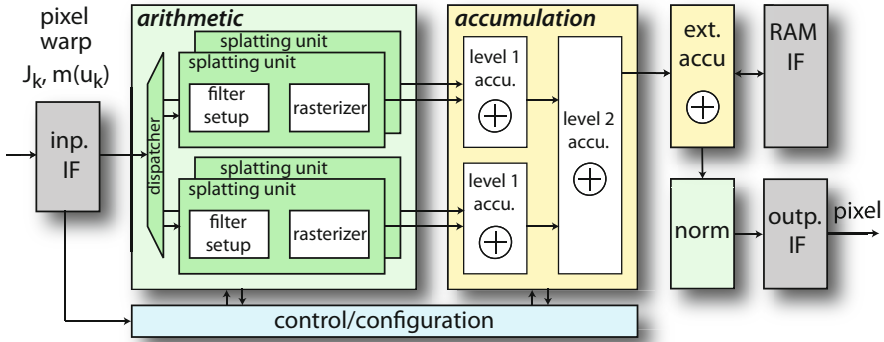 pixel
warp
J_k, m(u_k)
inp.
IF
arithmetic
dispatcher
splatting unit
splatting unit
filter
setup
rasterizer
splatting unit
splatting unit
filter
setup
rasterizer
accumulation
level 1
accu.
level 1
accu.
level 2
accu.
ext.
accu
RAM
IF
norm
outp.
IF
pixel
control/configuration